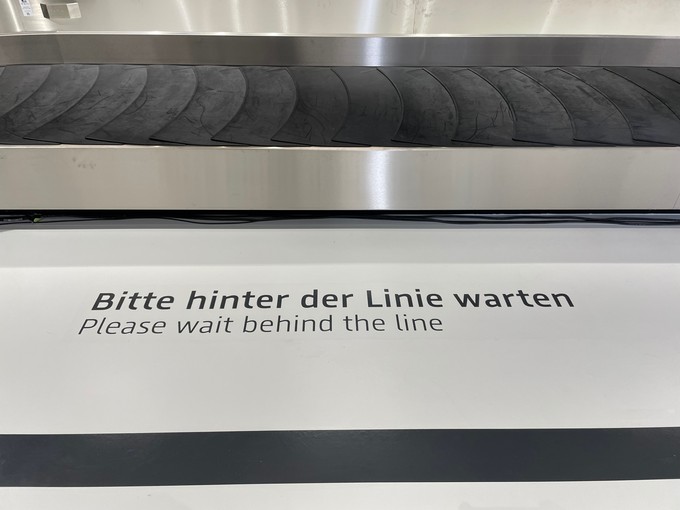 Bitte hinter der Linie warten
Please wait behind the line